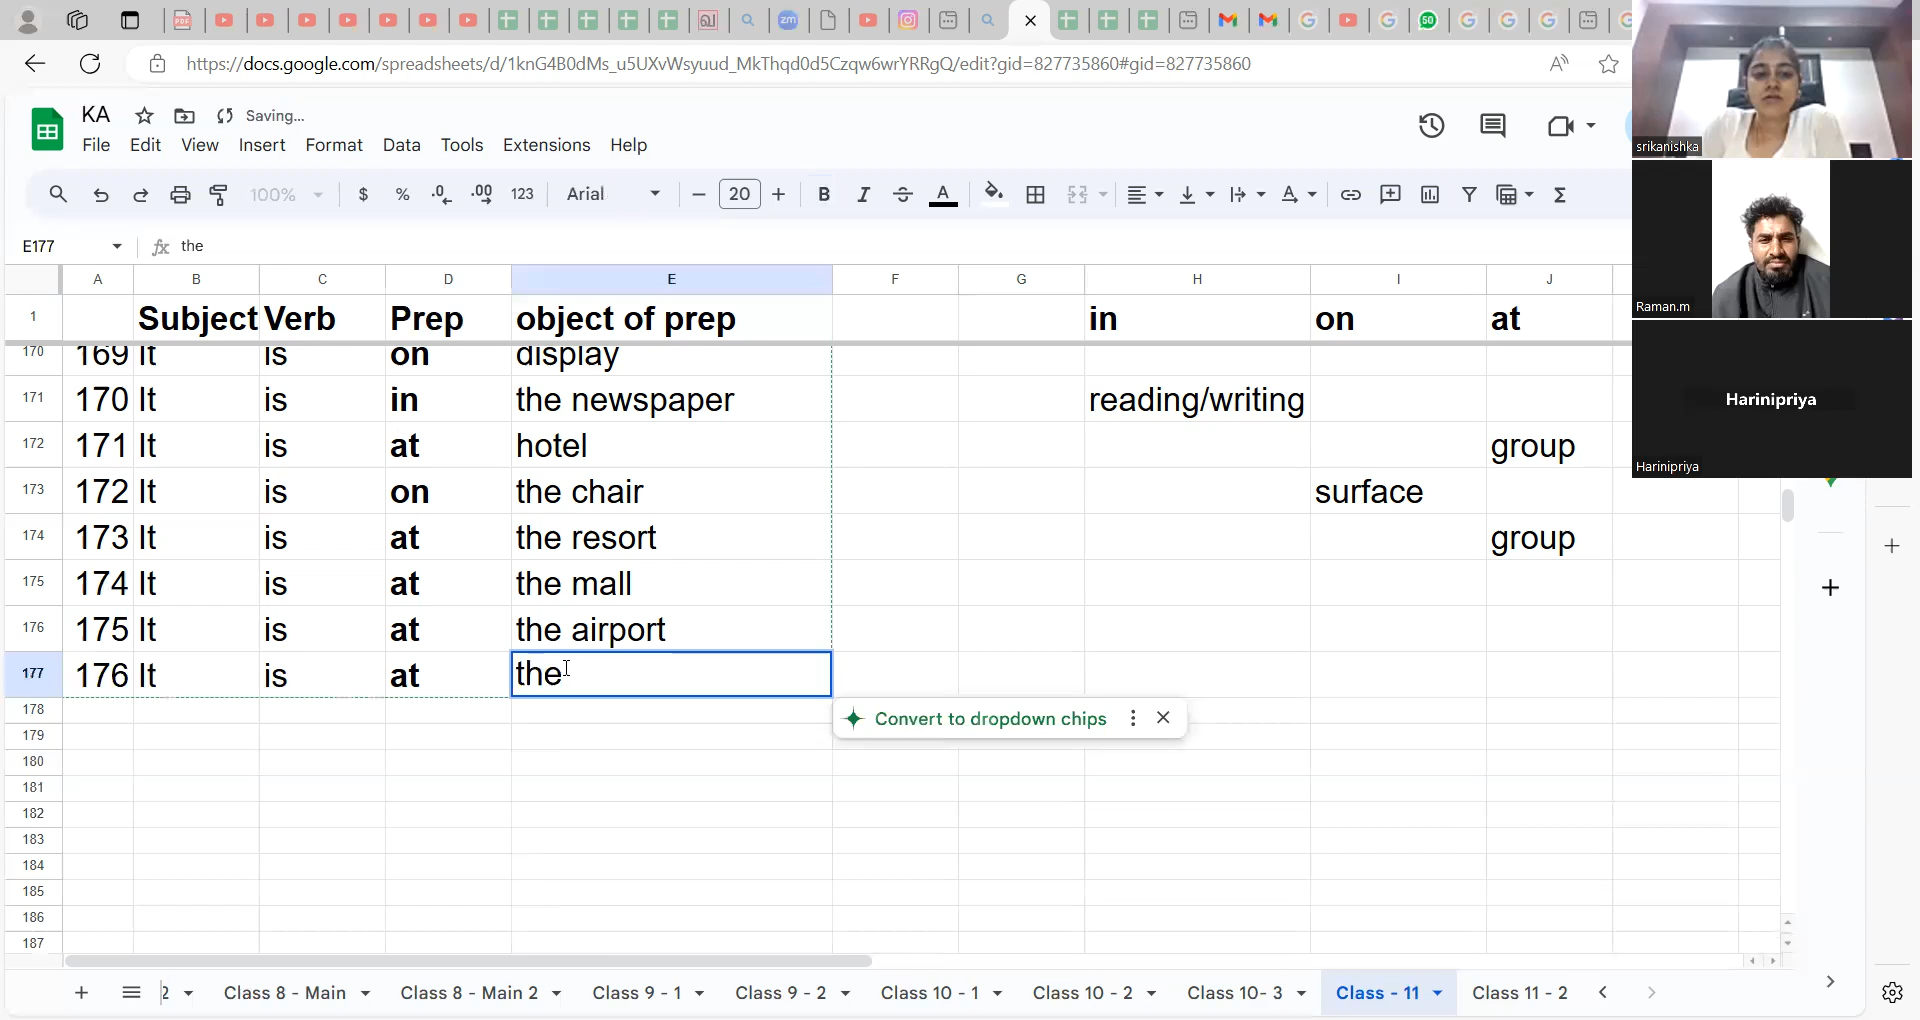 https://docs.google.com/spreadsheets/d/1knG4B0dMs_u5UXvWsyuud_MkThqd0d5Czqw6wrYRRgQ/edit?gid=827735860#gid=827735860
KA Saving...
File Edit View Insert Format Data Tools Extensions Help
100% $ % .0 .00 123 Arial 20 B I S A
E177 fx the
A B C D E F G H I J
1 Subject Verb Prep object of prep in on at
170 169 It is on display
171 170 It is in the newspaper reading/writing
172 171 It is at hotel group
173 172 It is on the chair surface
174 173 It is at the resort group
175 174 It is at the mall
176 175 It is at the airport
177 176 It is at the
178
Convert to dropdown chips
179
180
181
182
183
184
185
186
187
2 Class 8 - Main Class 8 - Main 2 Class 9 - 1 Class 9 - 2 Class 10 - 1 Class 10 - 2 Class 10- 3 Class - 11 Class 11 - 2
srikanishka
Raman.m
Harinipriya
Harinipriya